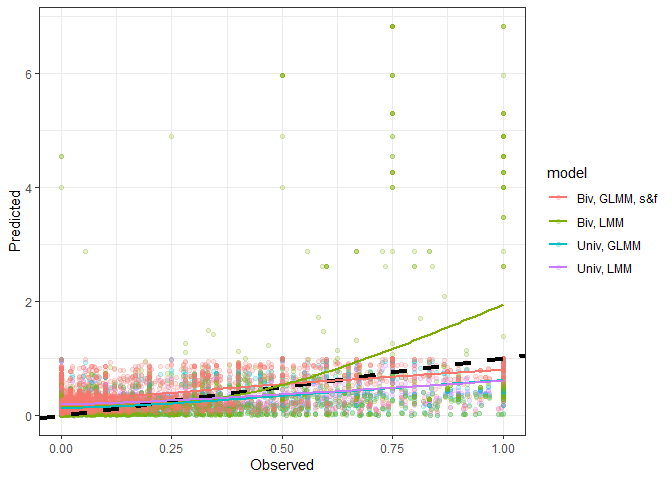 6
4
2
0
Predicted
0.00 0.25 0.50 0.75 1.00
Observed
model
Biv, GLMM, s&f
Biv, LMM
Univ, GLMM
Univ, LMM